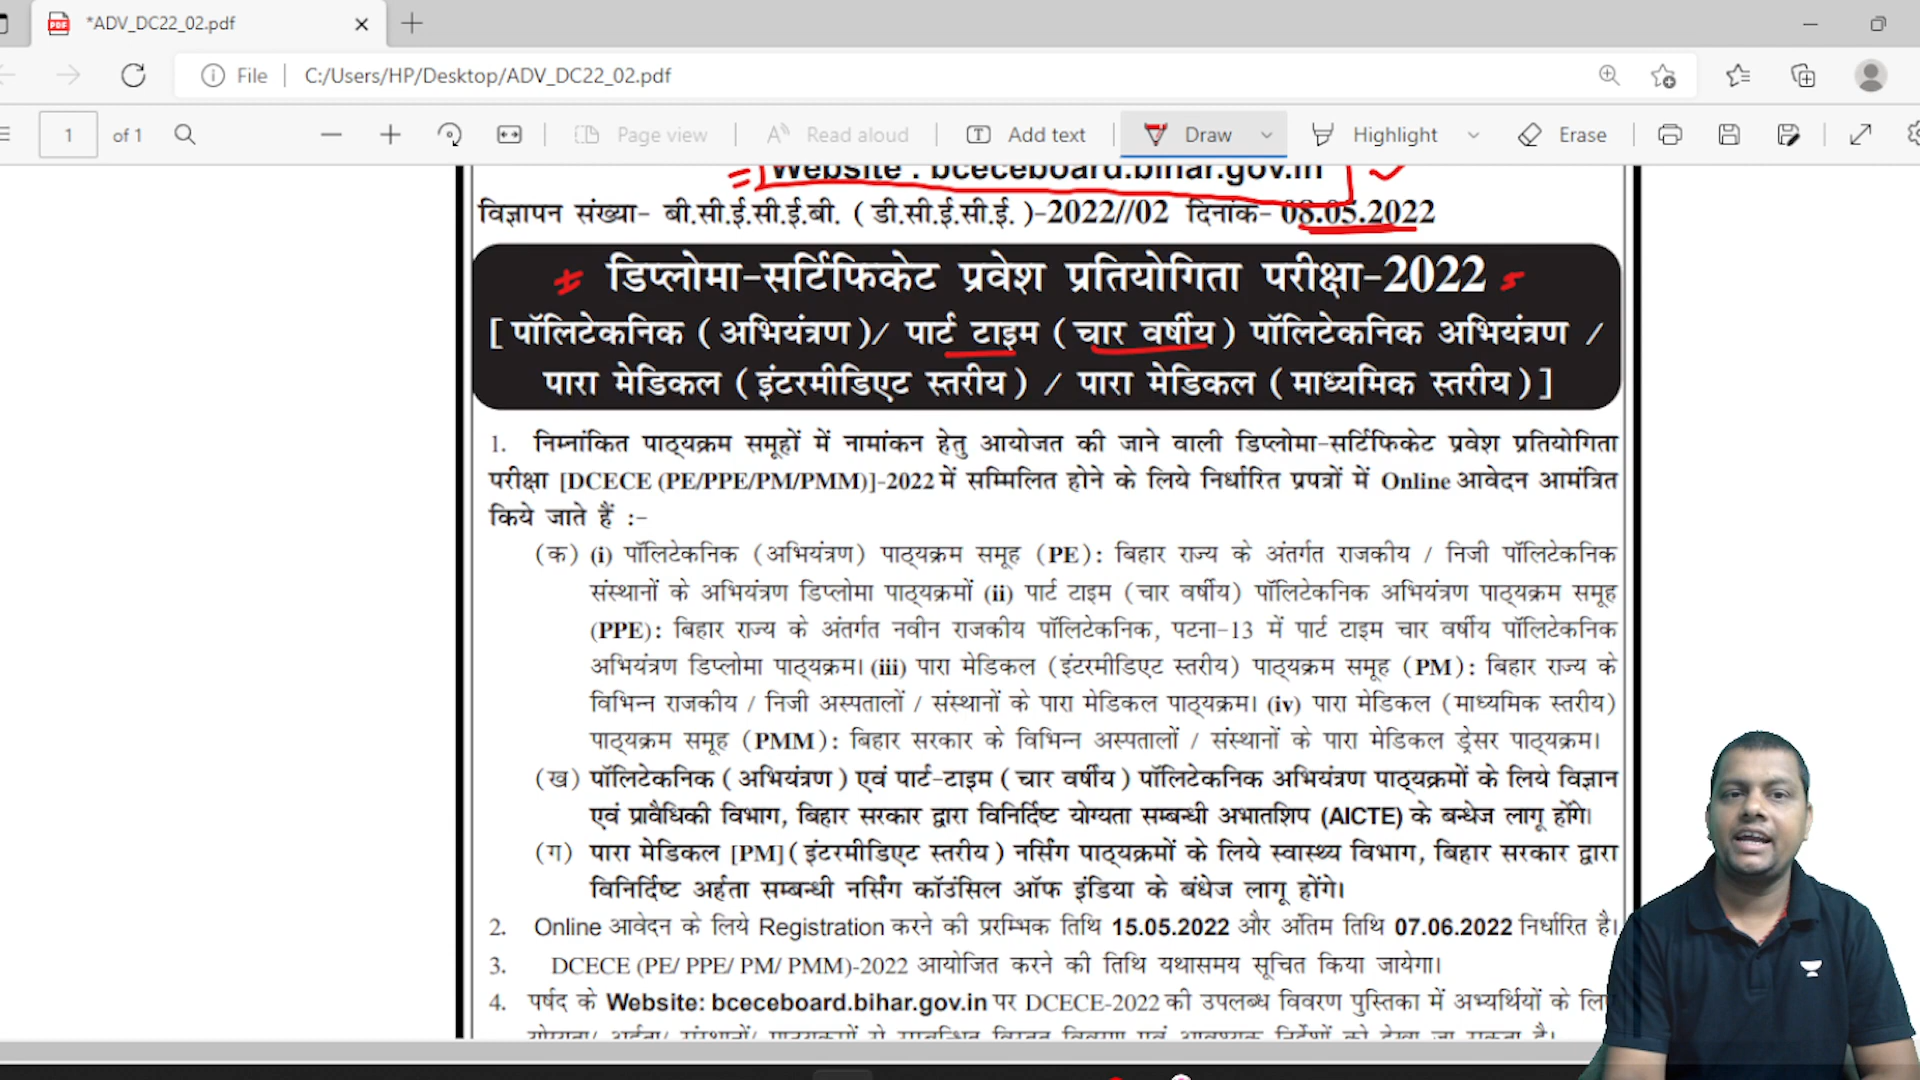 *ADV_DC22_02.pdf
File C:/Users/HP/Desktop/ADV_DC22_02.pdf
1 of 1 Page view Read aloud Add text Draw Highlight Erase
Website : bceceboard.bihar.gov.in
विज्ञापन संख्या- बी.सी.ई.सी.ई.बी. ( डी.सी.ई.सी.ई. )-2022//02 दिनांक- 08.05.2022
डिप्लोमा-सर्टिफिकेट प्रवेश प्रतियोगिता परीक्षा-2022
[ पॉलिटेकनिक ( अभियंत्रण )/ पार्ट टाइम ( चार वर्षीय ) पॉलिटेकनिक अभियंत्रण /
पारा मेडिकल ( इंटरमीडिएट स्तरीय ) / पारा मेडिकल ( माध्यमिक स्तरीय ) ]
1. निम्नांकित पाठ्यक्रम समूहों में नामांकन हेतु आयोजत की जाने वाली डिप्लोमा-सर्टिफिकेट प्रवेश प्रतियोगिता
परीक्षा [DCECE (PE/PPE/PM/PMM)]-2022 में सम्मिलित होने के लिये निर्धारित प्रपत्रों में Online आवेदन आमंत्रित
किये जाते हैं :-
(क) (i) पॉलिटेकनिक (अभियंत्रण) पाठ्यक्रम समूह (PE): बिहार राज्य के अंतर्गत राजकीय / निजी पॉलिटेकनिक
संस्थानों के अभियंत्रण डिप्लोमा पाठ्यक्रमों (ii) पार्ट टाइम (चार वर्षीय) पॉलिटेकनिक अभियंत्रण पाठ्यक्रम समूह
(PPE): बिहार राज्य के अंतर्गत नवीन राजकीय पॉलिटेकनिक, पटना-13 में पार्ट टाइम चार वर्षीय पॉलिटेकनिक
अभियंत्रण डिप्लोमा पाठ्यक्रम। (iii) पारा मेडिकल (इंटरमीडिएट स्तरीय) पाठ्यक्रम समूह (PM): बिहार राज्य के
विभिन्न राजकीय / निजी अस्पतालों / संस्थानों के पारा मेडिकल पाठ्यक्रम। (iv) पारा मेडिकल (माध्यमिक स्तरीय)
पाठ्यक्रम समूह (PMM): बिहार सरकार के विभिन्न अस्पतालों / संस्थानों के पारा मेडिकल ड्रेसर पाठ्यक्रम।
(ख) पॉलिटेकनिक ( अभियंत्रण ) एवं पार्ट-टाइम ( चार वर्षीय ) पॉलिटेकनिक अभियंत्रण पाठ्यक्रमों के लिये विज्ञान
एवं प्रावैधिकी विभाग, बिहार सरकार द्वारा विनिर्दिष्ट योग्यता सम्बन्धी अभातशिप (AICTE) के बन्धेज लागू होंगे।
(ग) पारा मेडिकल [PM] ( इंटरमीडिएट स्तरीय ) नर्सिंग पाठ्यक्रमों के लिये स्वास्थ्य विभाग, बिहार सरकार द्वारा
विनिर्दिष्ट अर्हता सम्बन्धी नर्सिंग कॉउंसिल ऑफ इंडिया के बंधेज लागू होंगे।
2. Online आवेदन के लिये Registration करने की प्ररम्भिक तिथि 15.05.2022 और अंतिम तिथि 07.06.2022 निर्धारित है।
3. DCECE (PE/ PPE/ PM/ PMM)-2022 आयोजित करने की तिथि यथासमय सूचित किया जायेगा।
4. पर्षद के Website: bceceboard.bihar.gov.in पर DCECE-2022 की उपलब्ध विवरण पुस्तिका में अभ्यर्थियों के